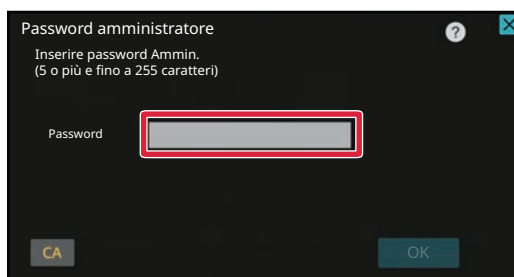 Password amministratore
?
Inserire password Ammin.
(5 o più e fino a 255 caratteri)
Password
CA
OK